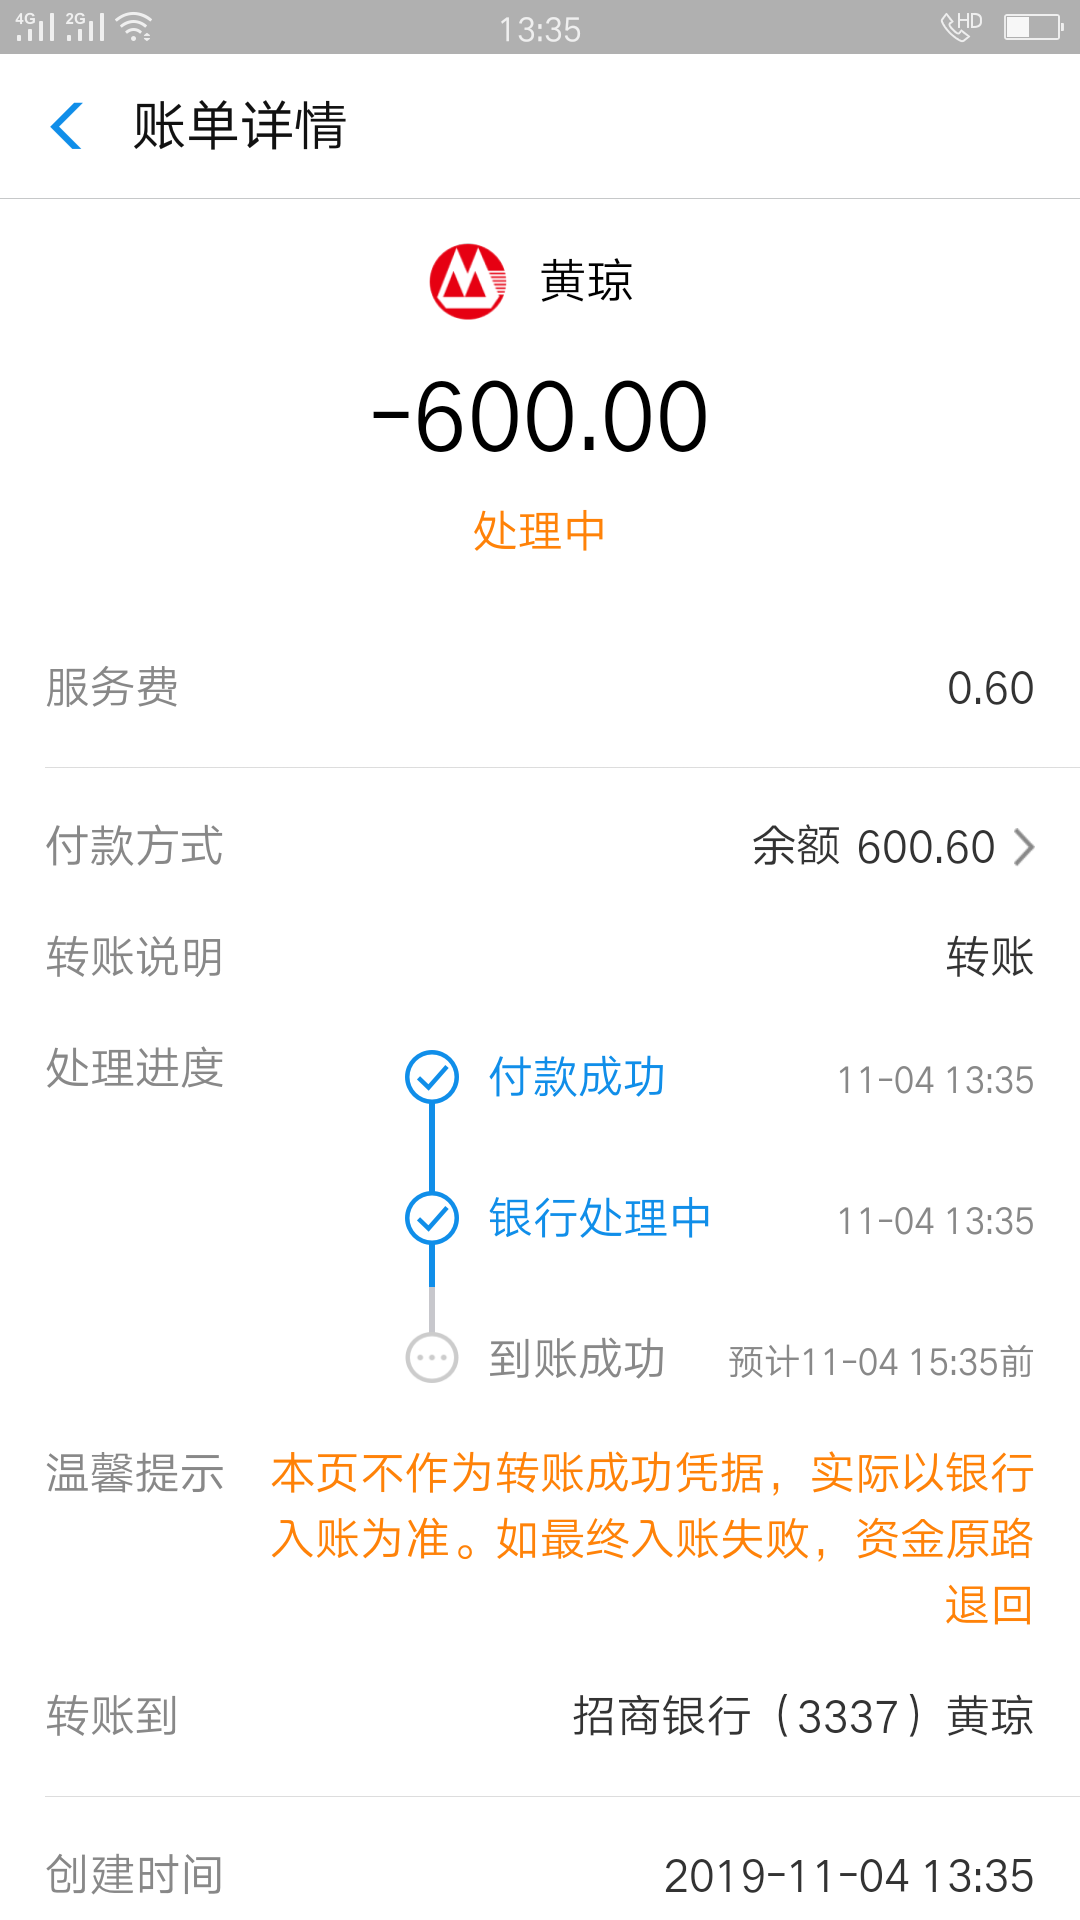 4G 2G 13:35 HD
账单详情
黄琼
-600.00
处理中
服务费 0.60
付款方式 余额 600.60
转账说明 转账
处理进度 付款成功 11-04 13:35
银行处理中 11-04 13:35
到账成功 预计11-04 15:35前
温馨提示 本页不作为转账成功凭据，实际以银行
入账为准。如最终入账失败，资金原路
退回
转账到 招商银行（3337）黄琼
创建时间 2019-11-04 13:35